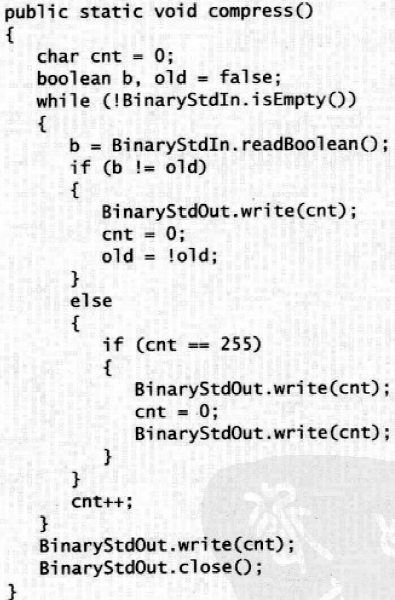 public static void compress()
{
char cnt = 0;
boolean b, old = false;
while (!BinaryStdIn.isEmpty())
{
b = BinaryStdIn.readBoolean();
if (b != old)
{
BinaryStdOut.write(cnt);
cnt = 0;
old = !old;
}
else
{
if (cnt == 255)
{
BinaryStdOut.write(cnt);
cnt = 0;
BinaryStdOut.write(cnt);
}
}
cnt++;
}
BinaryStdOut.write(cnt);
BinaryStdOut.close();
}